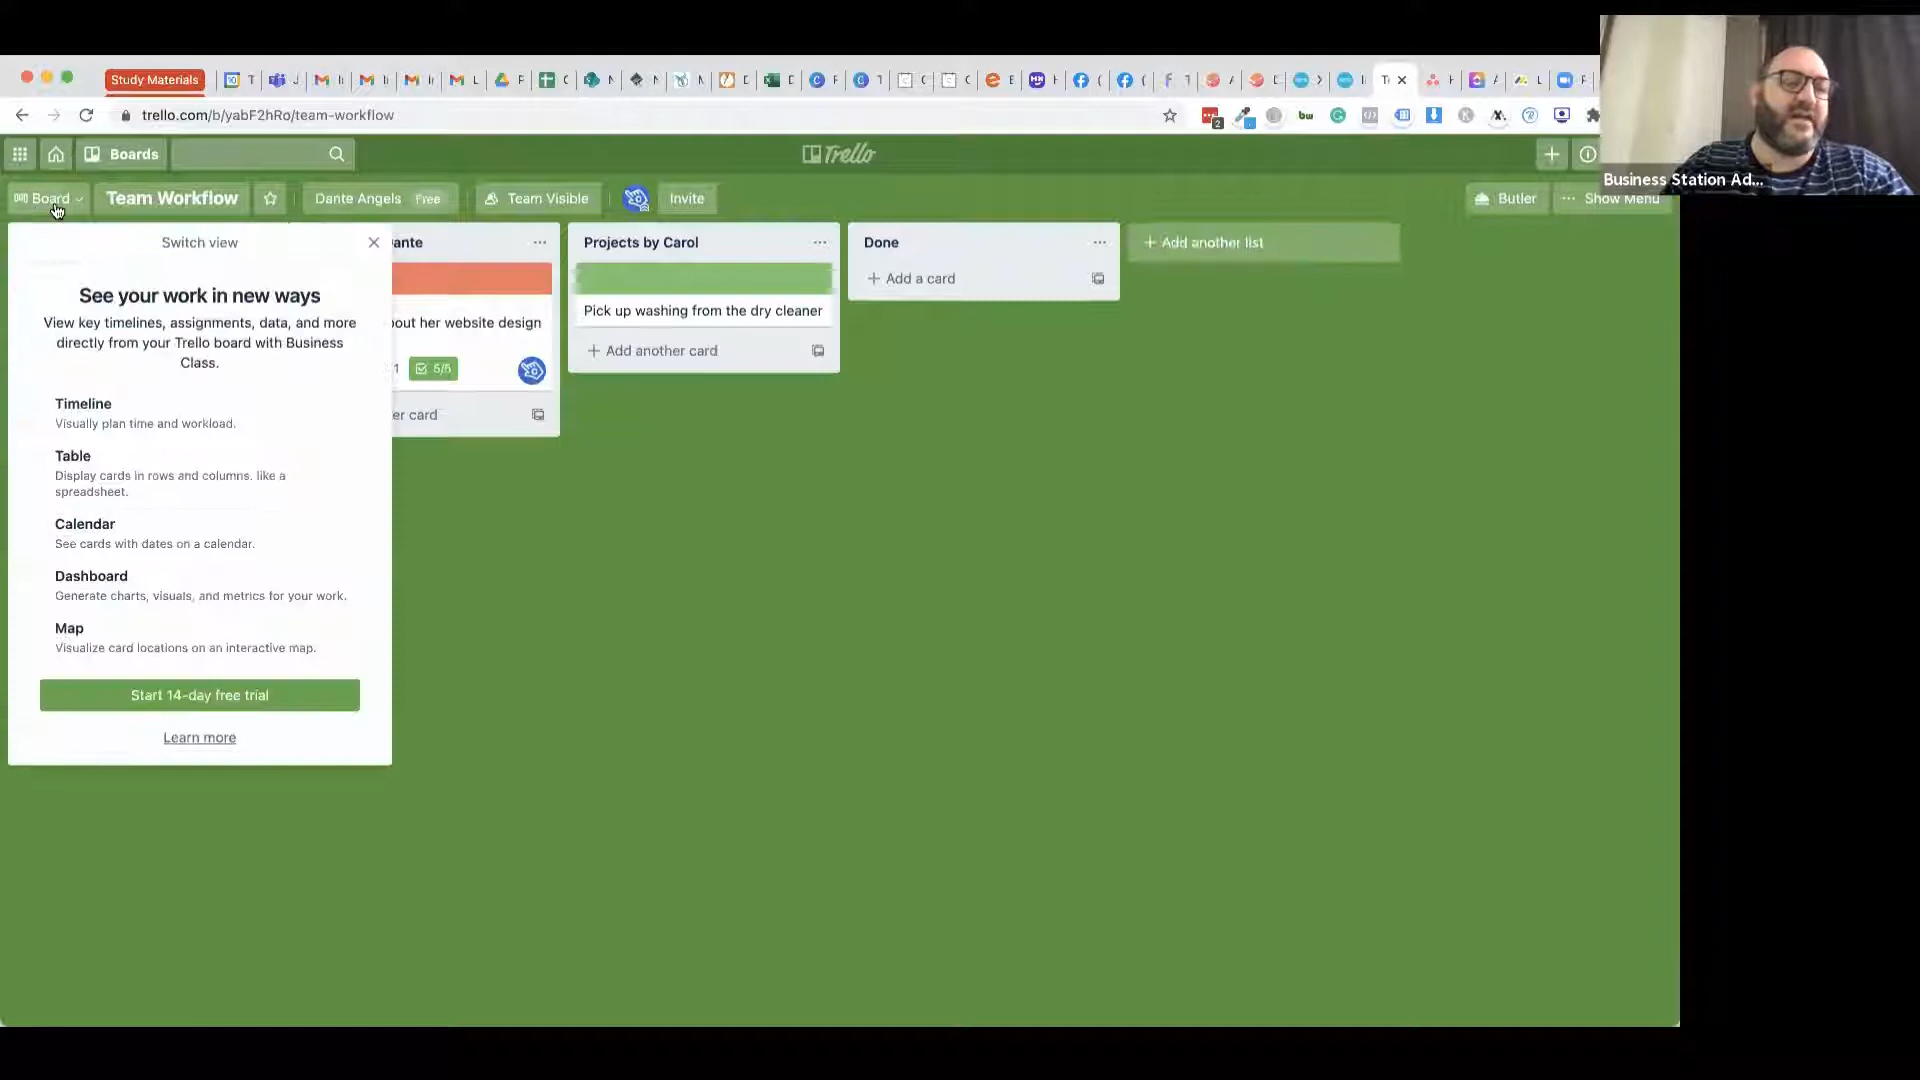 Study Materials
trello.com/b/yabF2hRo/team-workflow
2
Boards
Trello
Business Station Ad...
Board
Team Workflow
Dante Angels Free
Team Visible
Invite
Butler
Show Menu
Switch view
See your work in new ways
View key timelines, assignments, data, and more
directly from your Trello board with Business
Class.
Timeline
Visually plan time and workload.
Table
Display cards in rows and columns. like a
spreadsheet.
Calendar
See cards with dates on a calendar.
Dashboard
Generate charts, visuals, and metrics for your work.
Map
Visualize card locations on an interactive map.
Start 14-day free trial
Learn more
ante
bout her website design
1
5/5
er card
Projects by Carol
Pick up washing from the dry cleaner
+ Add another card
Done
+ Add a card
+ Add another list